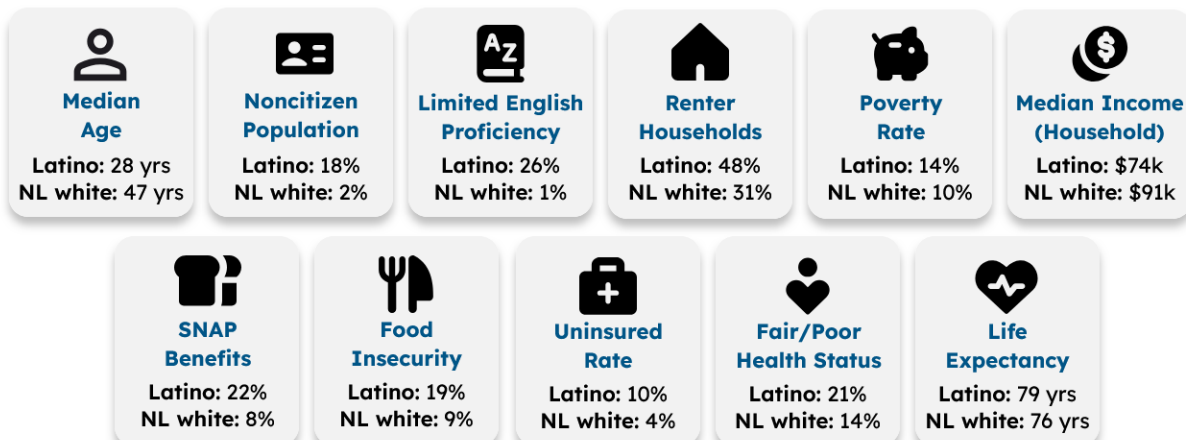 AZ
Median
Age
Latino: 28 yrs
NL white: 47 yrs
Noncitizen
Population
Latino: 18%
NL white: 2%
Limited English
Proficiency
Latino: 26%
NL white: 1%
Renter
Households
Latino: 48%
NL white: 31%
Poverty
Rate
Latino: 14%
NL white: 10%
$
Median Income
(Household)
Latino: $74k
NL white: $91k
SNAP
Benefits
Latino: 22%
NL white: 8%
Food
Insecurity
Latino: 19%
NL white: 9%
Uninsured
Rate
Latino: 10%
NL white: 4%
Fair/Poor
Health Status
Latino: 21%
NL white: 14%
Life
Expectancy
Latino: 79 yrs
NL white: 76 yrs